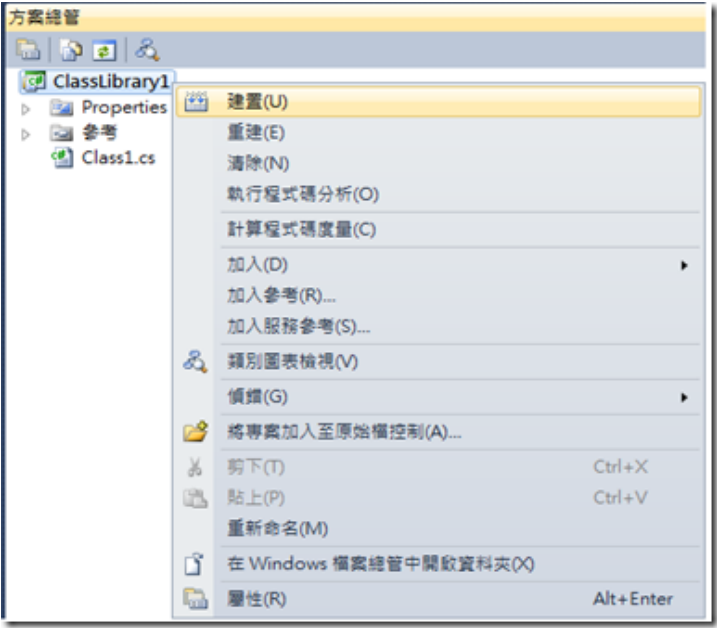 方案總管
ClassLibrary1
Properties
參考
Class1.cs
建置(U)
重建(E)
清除(N)
執行程式碼分析(O)
計算程式碼度量(C)
加入(D)
加入參考(R)...
加入服務參考(S)...
類別圖表檢視(V)
偵錯(G)
將專案加入至原始檔控制(A)...
剪下(T) Ctrl+X
貼上(P) Ctrl+V
重新命名(M)
在 Windows 檔案總管中開啟資料夾(X)
屬性(R) Alt+Enter